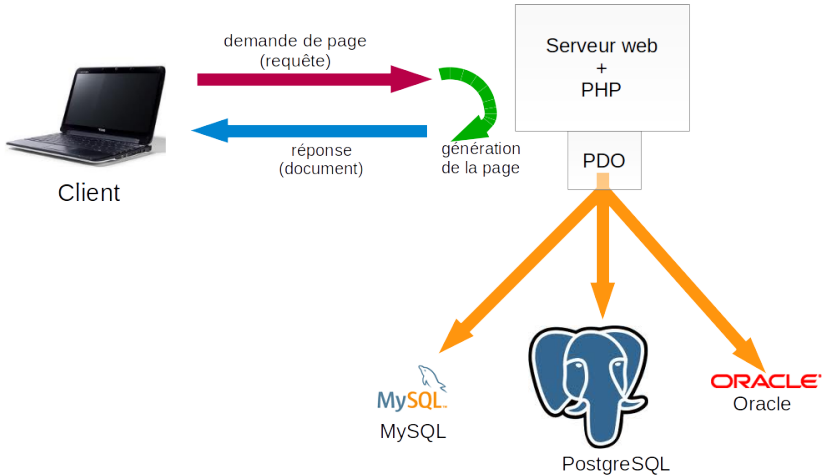 demande de page
(requête)
Serveur web
+
PHP
réponse
(document)
génération
de la page
PDO
Client
MySQL
MySQL
ORACLE
Oracle
PostgreSQL